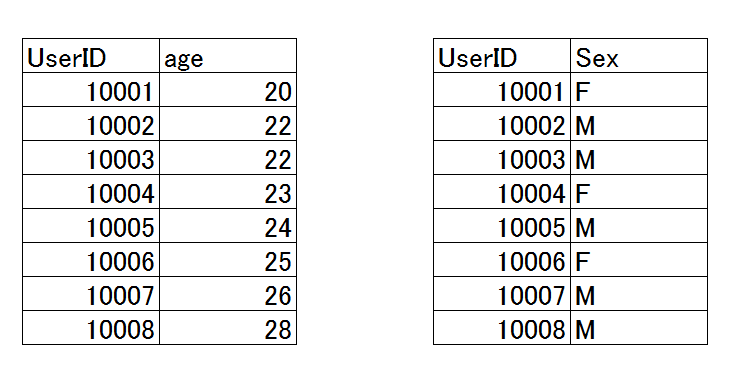 UserID age
10001 20
10002 22
10003 22
10004 23
10005 24
10006 25
10007 26
10008 28
UserID Sex
10001 F
10002 M
10003 M
10004 F
10005 M
10006 F
10007 M
10008 M